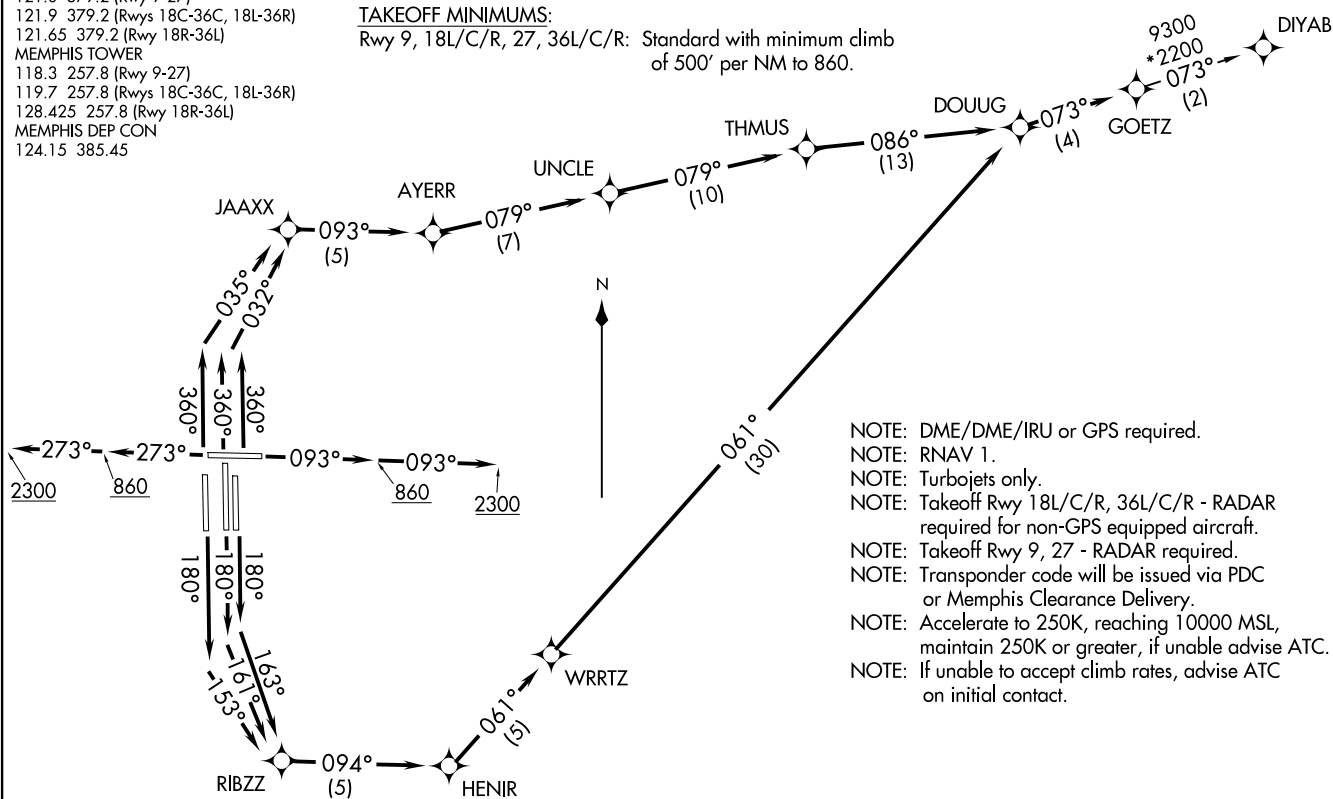 121.9 379.2 (Rwys 18C-36C, 18L-36R)
121.65 379.2 (Rwy 18R-36L)
MEMPHIS TOWER
118.3 257.8 (Rwy 9-27)
119.7 257.8 (Rwys 18C-36C, 18L-36R)
128.425 257.8 (Rwy 18R-36L)
MEMPHIS DEP CON
124.15 385.45
TAKEOFF MINIMUMS:
Rwy 9, 18L/C/R, 27, 36L/C/R: Standard with minimum climb
of 500' per NM to 860.
9300
*2200
DIYAB
073°
(2)
GOETZ
DOUUG
073°
(4)
THMUS
086°
(13)
UNCLE
079°
(10)
AYERR
079°
(7)
JAAXX
093°
(5)
035°
032°
N
360°
360°
360°
273°
273°
093°
093°
2300
860
860
2300
061°
(30)
180°
180°
180°
163°
161°
153°
WRRTZ
061°
(5)
RIBZZ
094°
(5)
HENIR
NOTE: DME/DME/IRU or GPS required.
NOTE: RNAV 1.
NOTE: Turbojets only.
NOTE: Takeoff Rwy 18L/C/R, 36L/C/R - RADAR
required for non-GPS equipped aircraft.
NOTE: Takeoff Rwy 9, 27 - RADAR required.
NOTE: Transponder code will be issued via PDC
or Memphis Clearance Delivery.
NOTE: Accelerate to 250K, reaching 10000 MSL,
maintain 250K or greater, if unable advise ATC.
NOTE: If unable to accept climb rates, advise ATC
on initial contact.